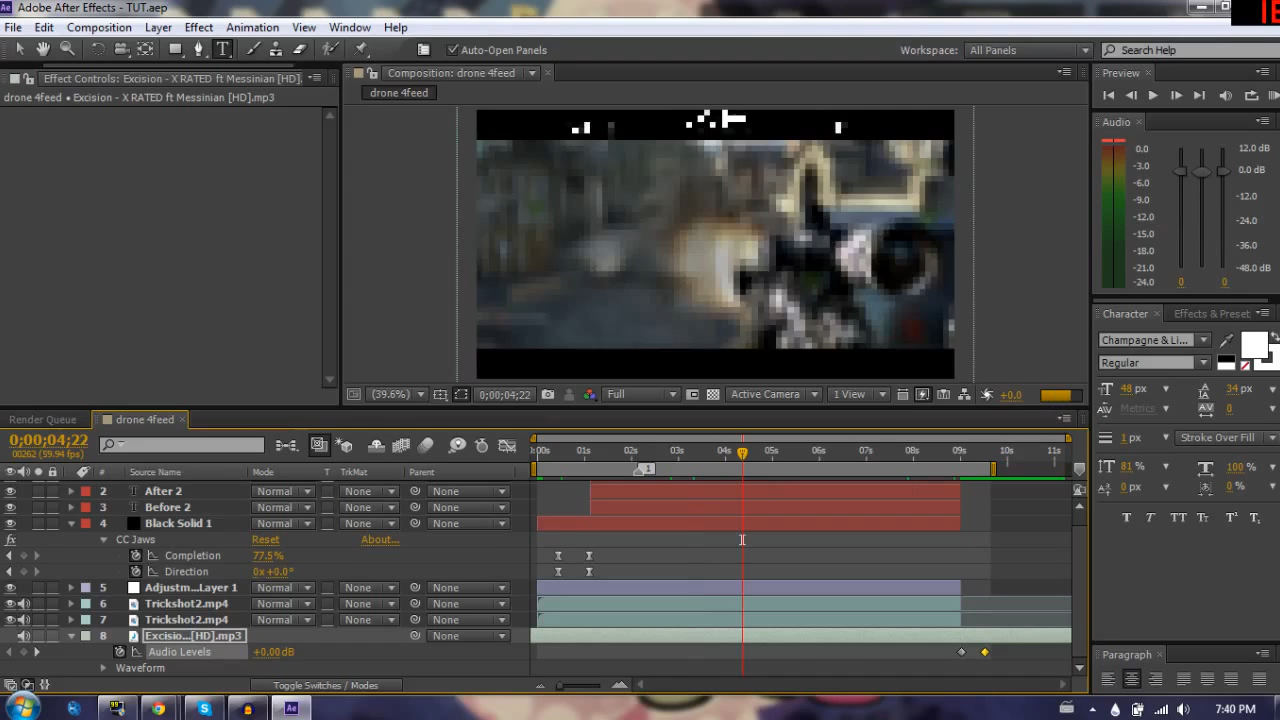 Adobe After Effects - TUT.aep
File Edit Composition Layer Effect Animation View Window Help
Auto-Open Panels Workspace: All Panels Search Help
Effect Controls: Excision - X RATED ft Messinian [HD].
drone 4feed • Excision - X RATED ft Messinian [HD].mp3
Composition: drone 4feed
drone 4feed
Preview
Audio
0.0 12.0 dB
-3.0 0.0 dB
-6.0
-9.0 -12.0
-12.0 -24.0
-15.0
-18.0 -36.0
-21.0 -48.0 dB
-24.0 0 0
Character Effects & Preset
Champagne & Li...
Regular
48 px 34 px
Metrics 0
1 px Stroke Over Fill
81 % 100 %
0 px 0 %
T T TT Tт T¹ T₁
Paragraph
(39.6%) 0;00;04;22 Full Active Camera 1 View +0.0
Render Queue drone 4feed
0;00;04;22
00262 (59.94 fps)
:00s 01s 02s 03s 04s 05s 06s 07s 08s 09s 10s 11s
1
# Source Name Mode T TrkMat Parent
2 T After 2 Normal None None
3 T Before 2 Normal None None
4 Black Solid 1 Normal None None
fx CC Jaws Reset About...
Completion 77.5%
Direction 0x+0.0°
5 Adjustm...Layer 1 Normal None None
6 Trickshot2.mp4 Normal None None
7 Trickshot2.mp4 Normal None None
8 Excisio...[HD].mp3 None
Audio Levels +0.00 dB
Waveform
Toggle Switches / Modes
Ae
7:40 PM